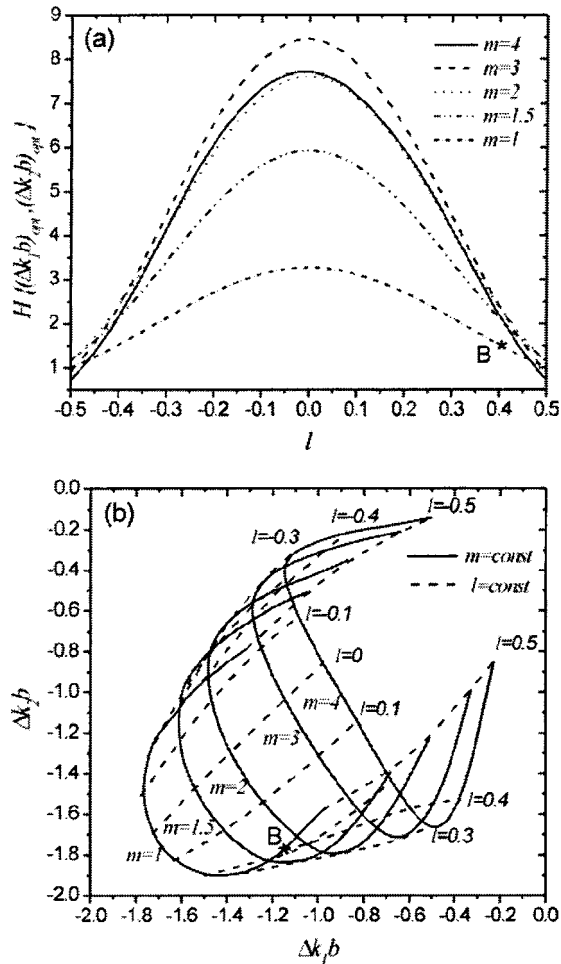 (a)
9
8
7
6
5
4
3
2
1
H ((Δk₁b)opt, (Δk₂b)opt)
m=4
m=3
m=2
m=1.5
m=1
B
-0.5 -0.4 -0.3 -0.2 -0.1 0.0 0.1 0.2 0.3 0.4 0.5
l
(b)
0.0
-0.2
-0.4
-0.6
-0.8
-1.0
-1.2
-1.4
-1.6
-1.8
-2.0
Δk₂b
l=-0.5
l=-0.4
l=-0.3
m=const
l=const
l=-0.1
l=0
l=0.5
m=4
l=0.1
m=3
m=2
l=0.4
m=1.5
B
l=0.3
m=1
-2.0 -1.8 -1.6 -1.4 -1.2 -1.0 -0.8 -0.6 -0.4 -0.2 0.0
Δk₁b